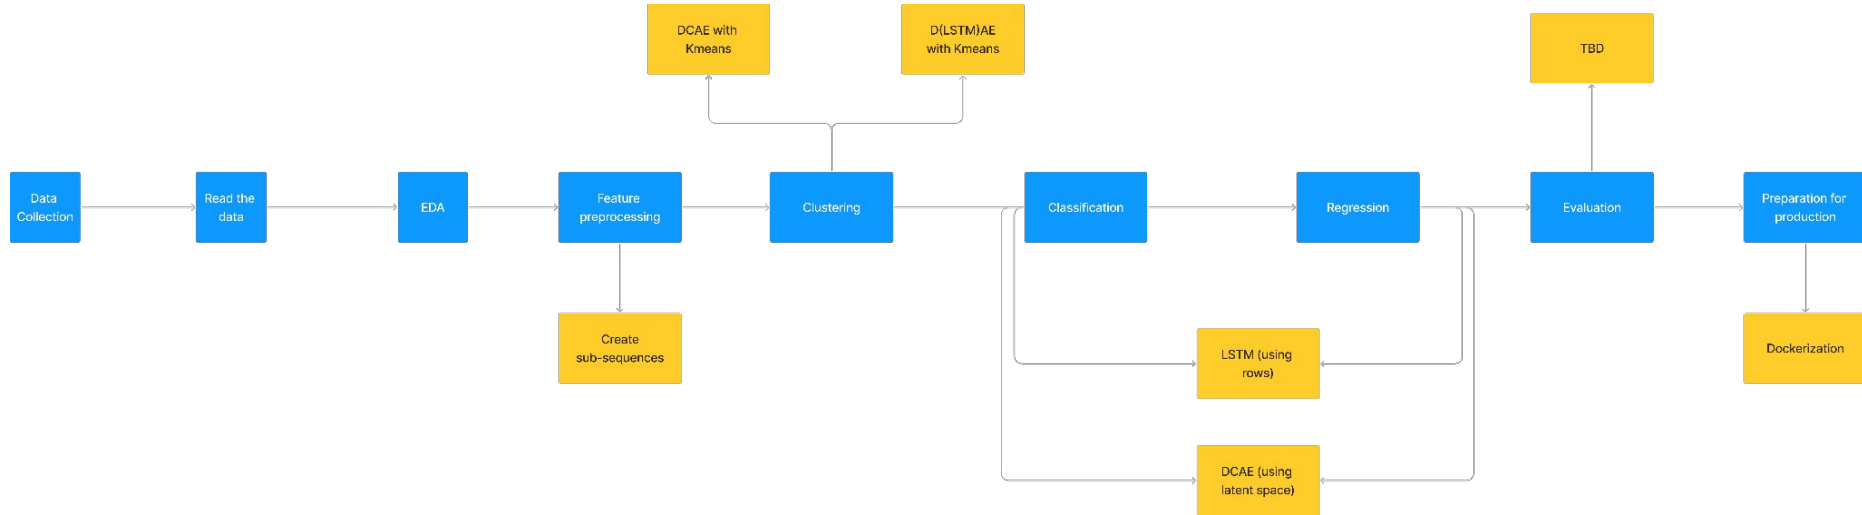 DCAE with
Kmeans
D(LSTM)AE
with Kmeans
TBD
Data
Collection
Read the
data
EDA
Feature
preprocessing
Clustering
Classification
Regression
Evaluation
Preparation for
production
Create
sub-sequences
LSTM (using
rows)
Dockerization
DCAE (using
latent space)